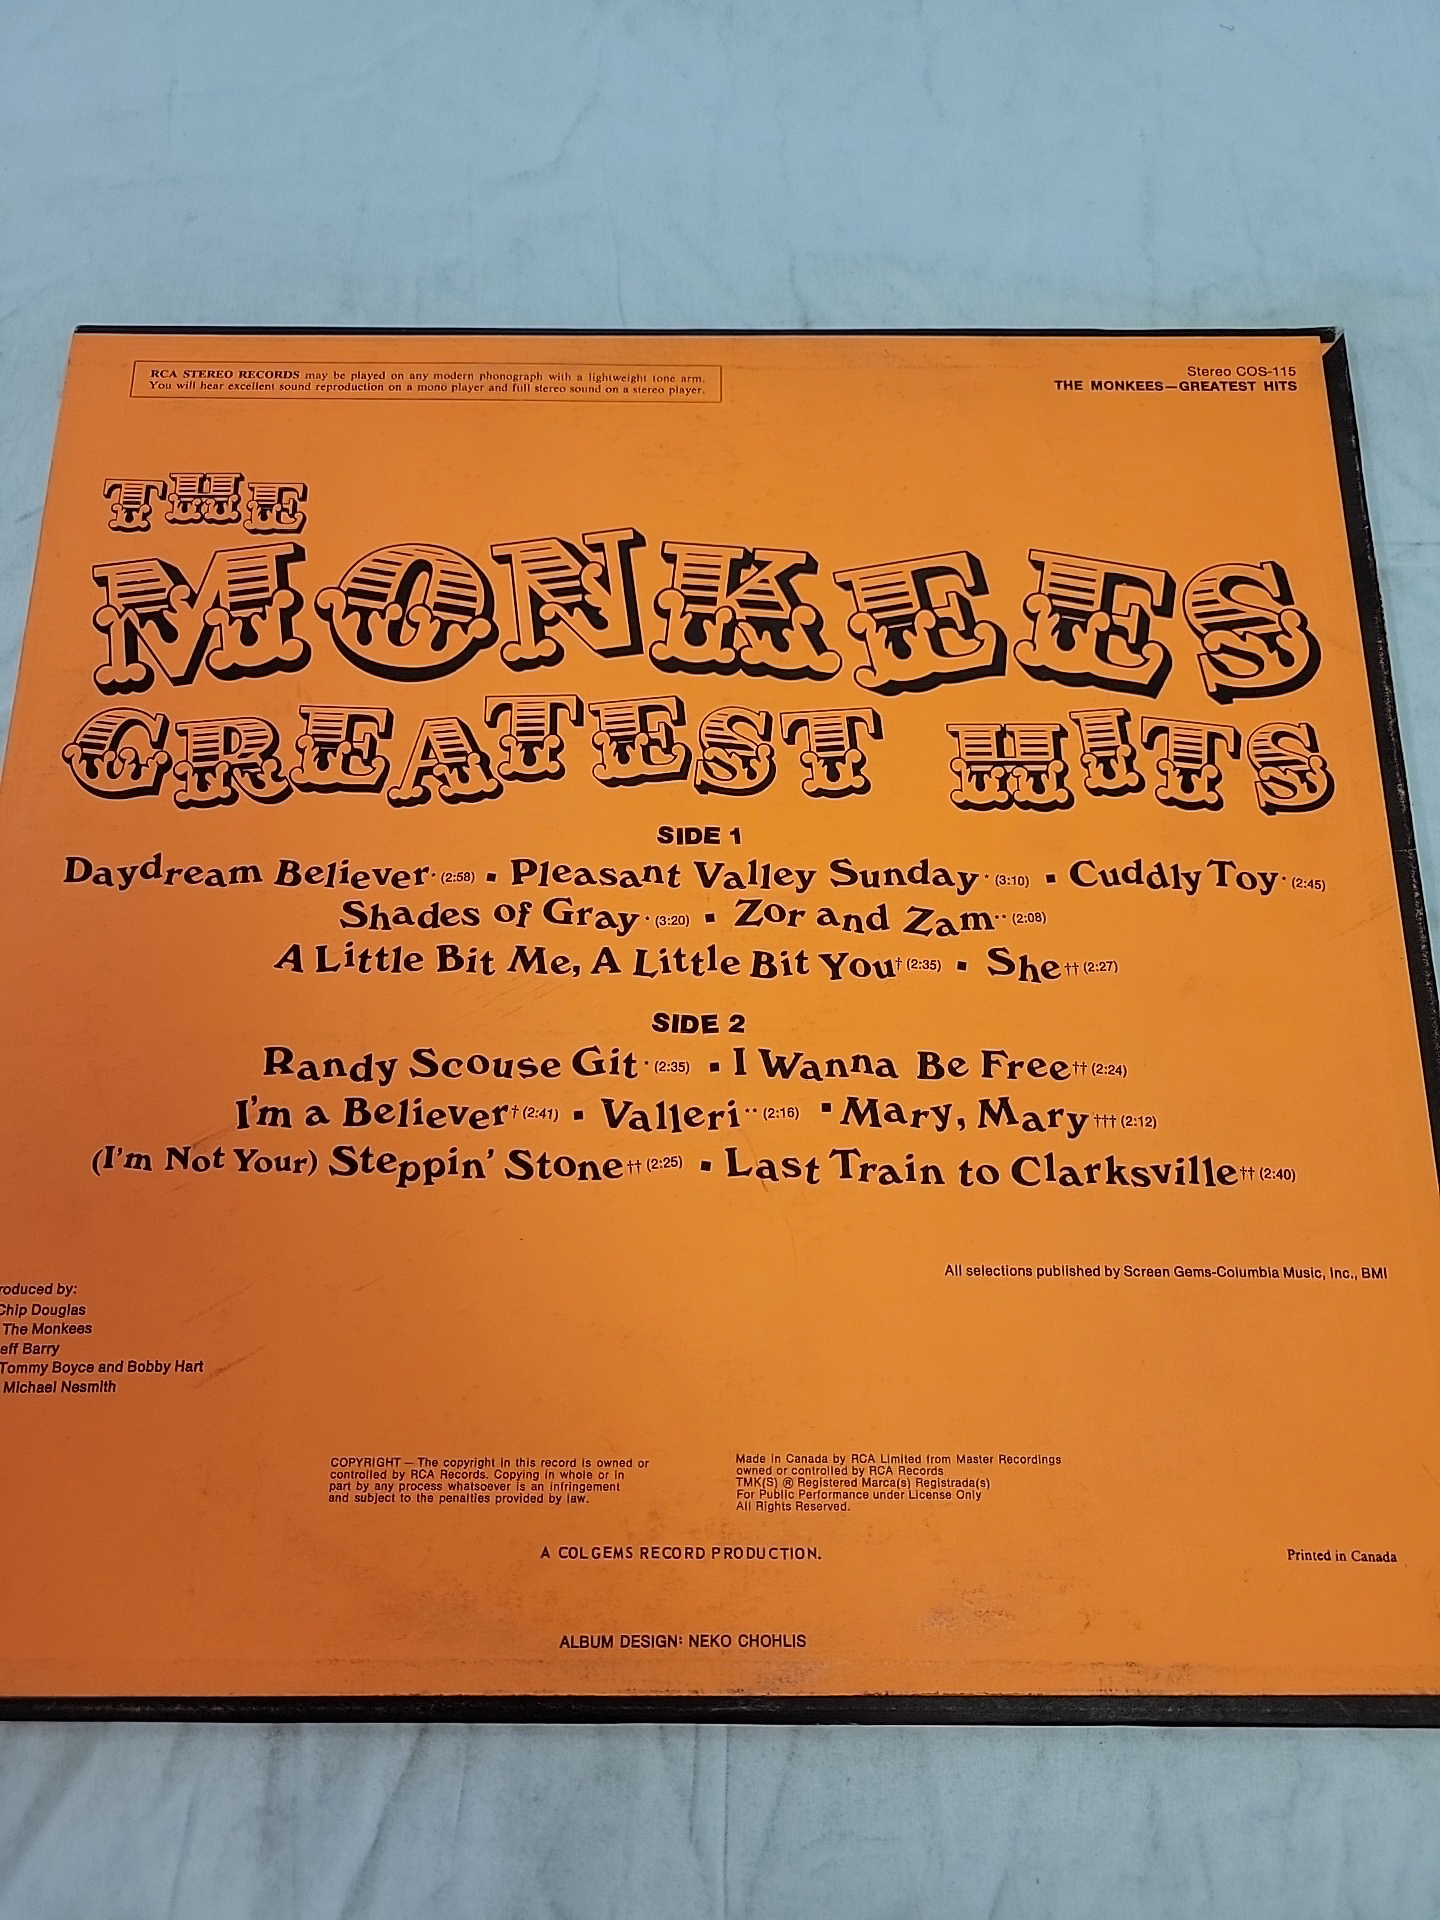 RCA STEREO RECORDS may be played on any modern phonograph with a lightweight tone arm.
You will hear excellent sound reproduction on a mono player and full stereo sound on a stereo player.
Stereo COS-115
THE MONKEES—GREATEST HITS
THE
MONKEES
GREATEST HITS
SIDE 1
Daydream Believer* (2:58) ▪ Pleasant Valley Sunday* (3:10) ▪ Cuddly Toy* (2:45)
Shades of Gray* (3:20) ▪ Zor and Zam** (2:08)
A Little Bit Me, A Little Bit You† (2:35) ▪ She†† (2:27)
SIDE 2
Randy Scouse Git* (2:35) ▪ I Wanna Be Free†† (2:24)
I'm a Believer† (2:41) ▪ Valleri** (2:16) ▪ Mary, Mary††† (2:12)
(I'm Not Your) Steppin' Stone†† (2:25) ▪ Last Train to Clarksville†† (2:40)
All selections published by Screen Gems-Columbia Music, Inc., BMI
roduced by:
Chip Douglas
The Monkees
eff Barry
Tommy Boyce and Bobby Hart
Michael Nesmith
COPYRIGHT — The copyright in this record is owned or
controlled by RCA Records. Copying in whole or in
part by any process whatsoever is an infringement
and subject to the penalties provided by law.
Made in Canada by RCA Limited from Master Recordings
owned or controlled by RCA Records
TMK(S) ® Registered Marca(s) Registrada(s)
For Public Performance under License Only
All Rights Reserved.
A COLGEMS RECORD PRODUCTION.
Printed in Canada
ALBUM DESIGN: NEKO CHOHLIS